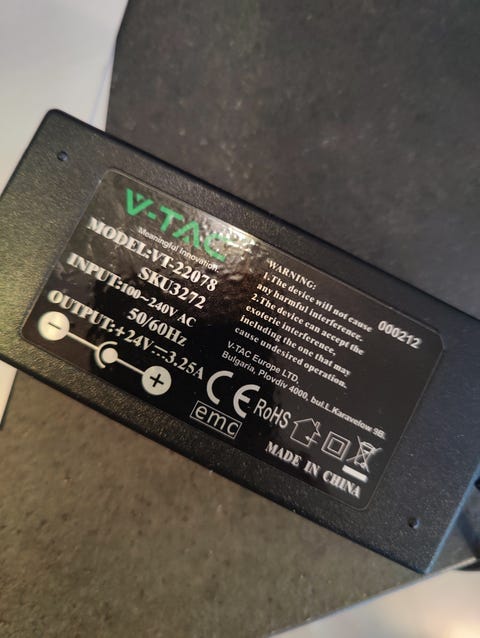 V-TAC
Meaningful Innovation.
MODEL:VT-22078
SKU3272
INPUT:100~240V AC
50/60Hz
OUTPUT:+24V⎓3.25A
- +
WARNING:
1.The device will not cause
any harmful interference.
2.The device can accept the
exoteric interference,
including the one that may
cause undesired operation.
000212
V-TAC Europe LTD,
Bulgaria, Plovdiv 4000, bul.L.Karavelow 9B.
CE RoHS
emc
MADE IN CHINA